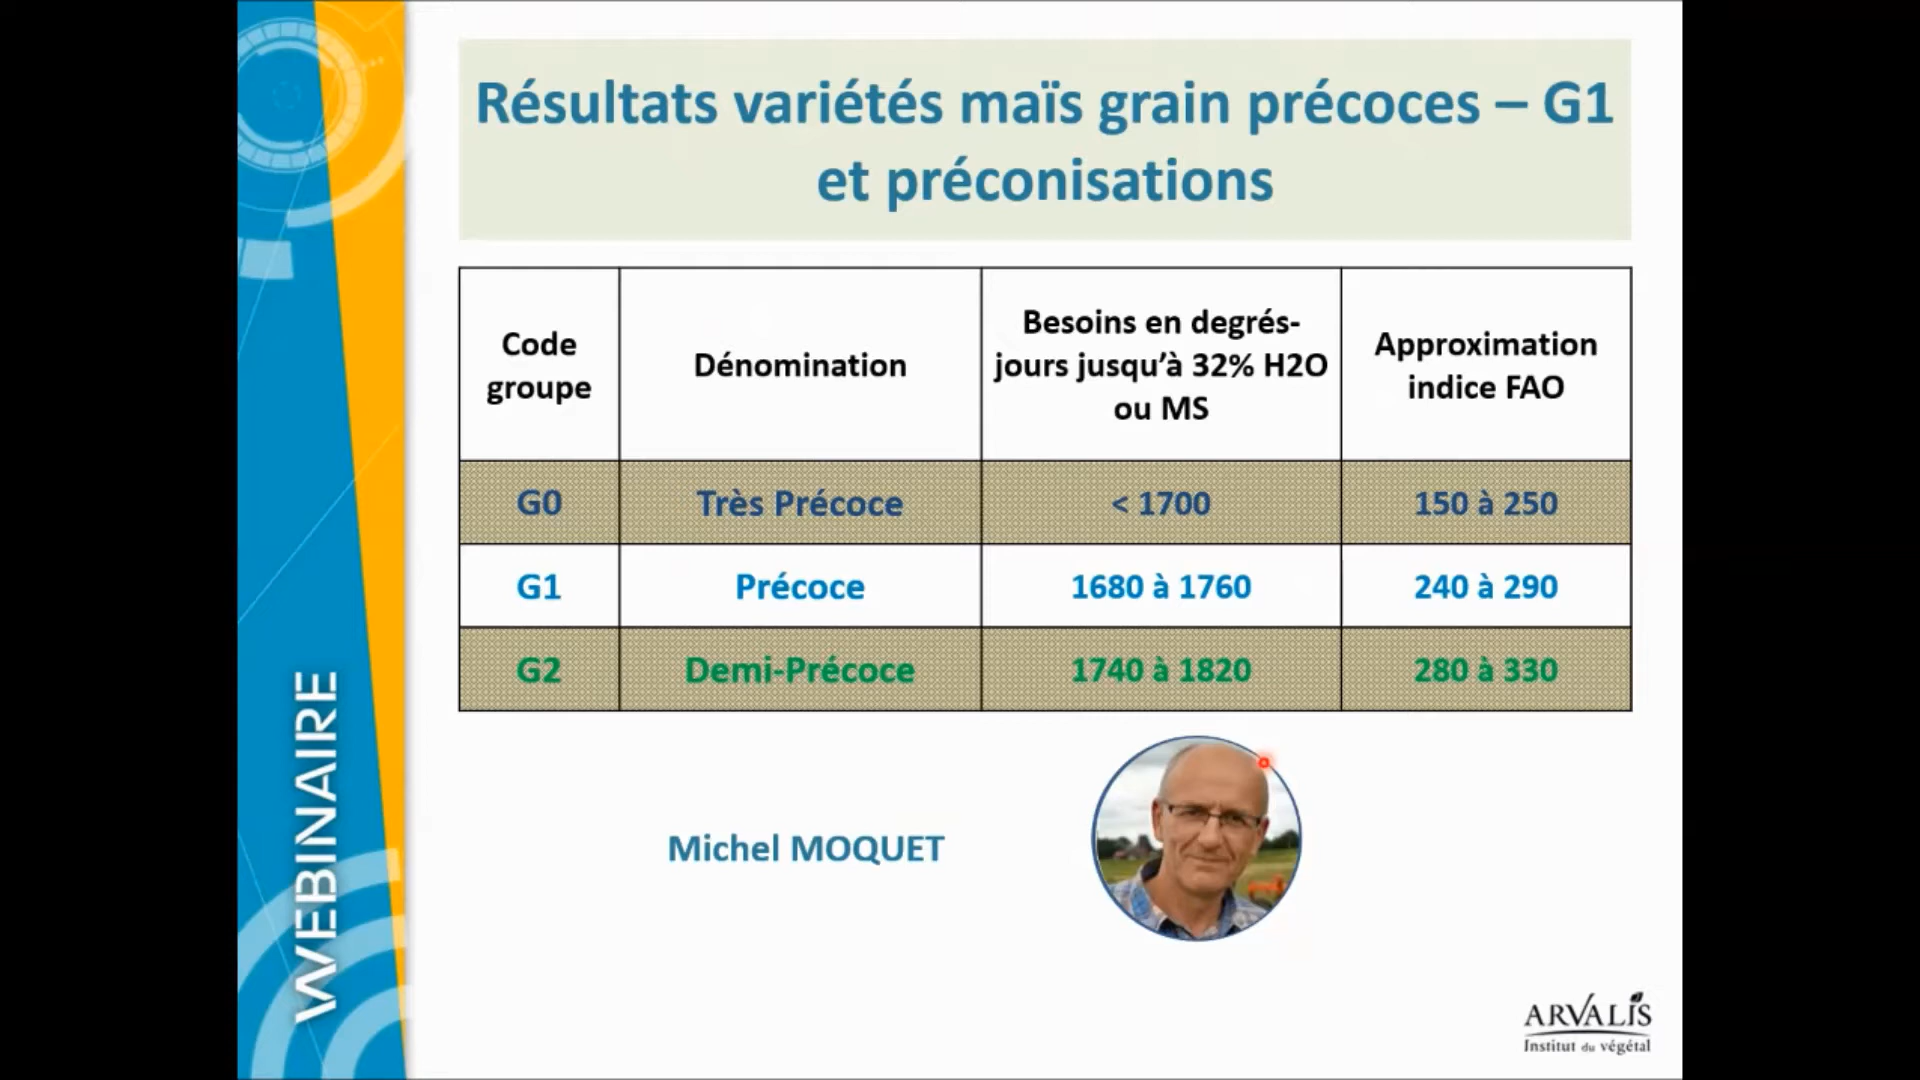 Résultats variétés maïs grain précoces – G1
et préconisations
Code
groupe
Dénomination
Besoins en degrés-
jours jusqu’à 32% H2O
ou MS
Approximation
indice FAO
G0
Très Précoce
< 1700
150 à 250
G1
Précoce
1680 à 1760
240 à 290
G2
Demi-Précoce
1740 à 1820
280 à 330
Michel MOQUET
WEBINAIRE
ARVALIS
Institut du végétal